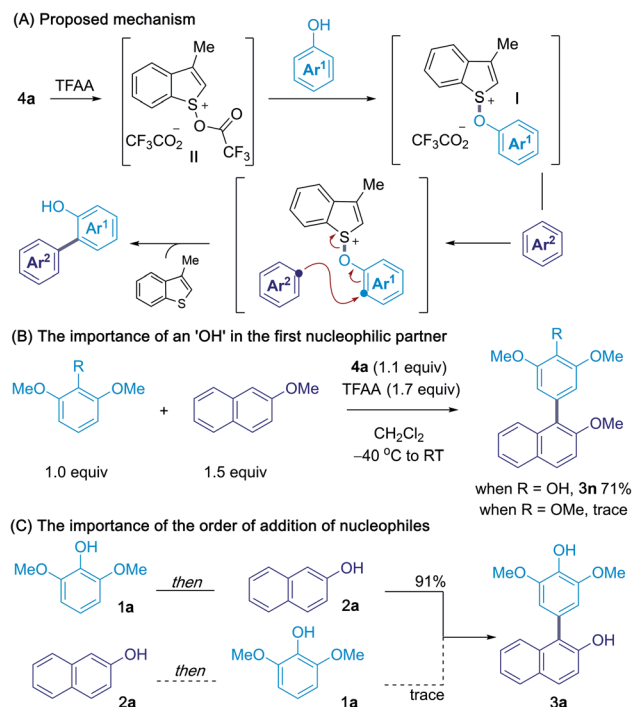 (A) Proposed mechanism
4a
TFAA
Me
S
+
O
O
CF3
CF3CO2−
II
OH
Ar1
Me
S
+
I
O
Ar1
CF3CO2−
Ar2
Me
S
+
O
Ar2
Ar1
Me
S
HO
Ar1
Ar2
(B) The importance of an 'OH' in the first nucleophilic partner
R
MeO
OMe
1.0 equiv
+
OMe
1.5 equiv
4a (1.1 equiv)
TFAA (1.7 equiv)
CH2Cl2
–40 °C to RT
R
MeO
OMe
OMe
when R = OH, 3n 71%
when R = OMe, trace
(C) The importance of the order of addition of nucleophiles
OH
MeO
OMe
1a
then
OH
2a
91%
OH
2a
then
OH
MeO
OMe
1a
trace
OH
MeO
OMe
OH
3a